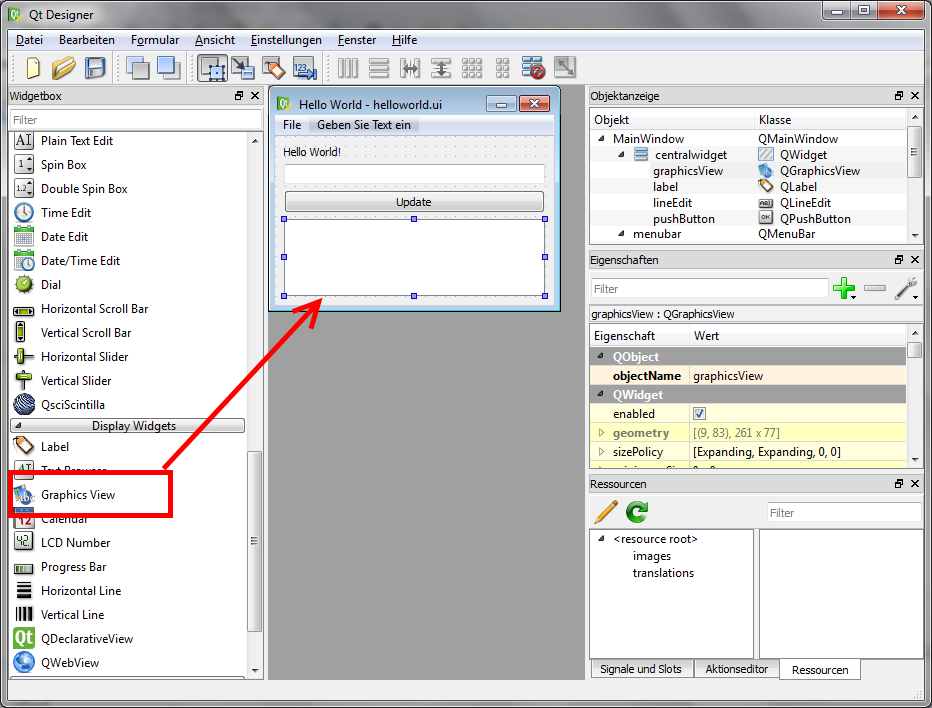 Qt Designer
Datei Bearbeiten Formular Ansicht Einstellungen Fenster Hilfe
Widgetbox
Filter
Plain Text Edit
Spin Box
Double Spin Box
Time Edit
Date Edit
Date/Time Edit
Dial
Horizontal Scroll Bar
Vertical Scroll Bar
Horizontal Slider
Vertical Slider
QsciScintilla
Display Widgets
Label
Text Browser
Graphics View
Calendar
LCD Number
Progress Bar
Horizontal Line
Vertical Line
QDeclarativeView
QWebView
Hello World - helloworld.ui
File Geben Sie Text ein
Hello World!
Update
Objektanzeige
Objekt Klasse
MainWindow QMainWindow
centralwidget QWidget
graphicsView QGraphicsView
label QLabel
lineEdit QLineEdit
pushButton QPushButton
menubar QMenuBar
Eigenschaften
Filter
graphicsView : QGraphicsView
Eigenschaft Wert
QObject
objectName graphicsView
QWidget
enabled
geometry [(9, 83), 261 x 77]
sizePolicy [Expanding, Expanding, 0, 0]
Ressourcen
Filter
<resource root>
images
translations
Signale und Slots Aktionseditor Ressourcen